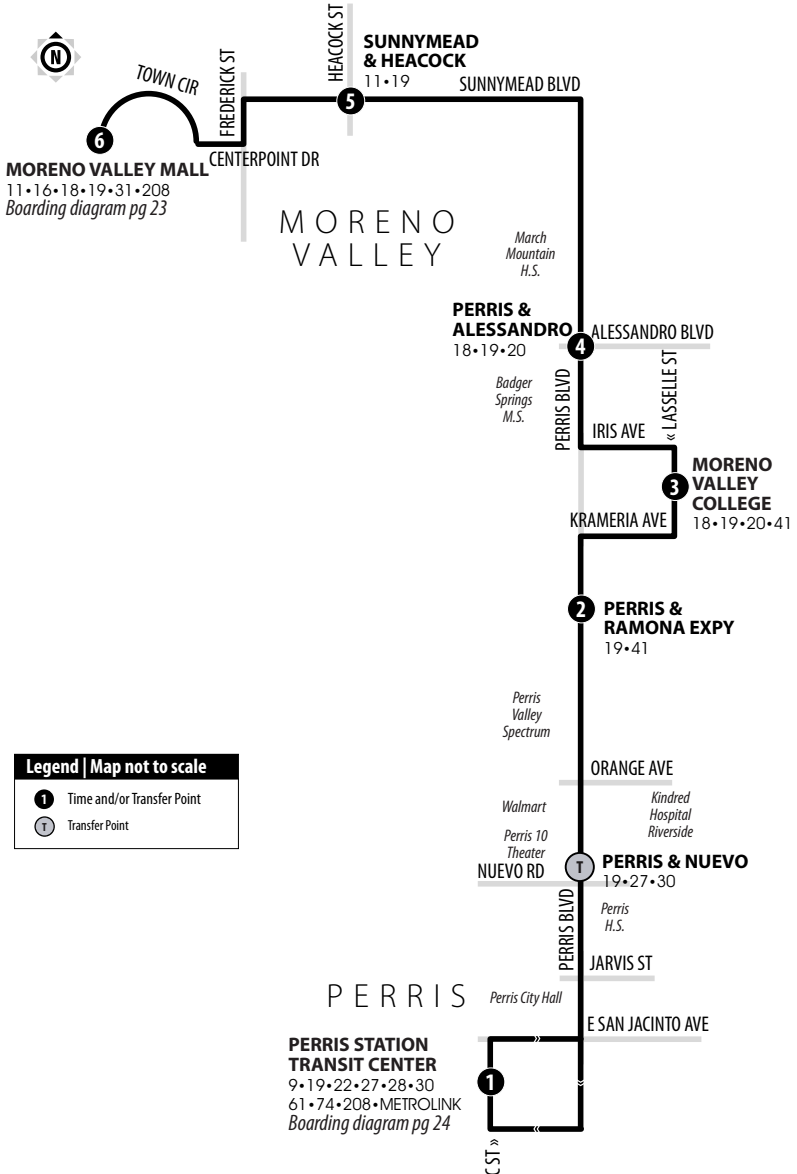 N
TOWN CIR
FREDERICK ST
HEACOCK ST
SUNNYMEAD
& HEACOCK
11•19
SUNNYMEAD BLVD
5
6
CENTERPOINT DR
MORENO VALLEY MALL
11•16•18•19•31•208
Boarding diagram pg 23
MORENO
VALLEY
March
Mountain
H.S.
PERRIS &
ALESSANDRO
18•19•20
4
ALESSANDRO BLVD
Badger
Springs
M.S.
PERRIS BLVD
IRIS AVE
« LASSELLE ST
3
MORENO
VALLEY
COLLEGE
18•19•20•41
KRAMERIA AVE
2
PERRIS &
RAMONA EXPY
19•41
Perris
Valley
Spectrum
Legend | Map not to scale
1 Time and/or Transfer Point
T Transfer Point
ORANGE AVE
Walmart
Kindred
Hospital
Riverside
Perris 10
Theater
NUEVO RD
T
PERRIS & NUEVO
19•27•30
PERRIS BLVD
Perris
H.S.
JARVIS ST
PERRIS
Perris City Hall
E SAN JACINTO AVE
PERRIS STATION
TRANSIT CENTER
9•19•22•27•28•30
61•74•208•METROLINK
Boarding diagram pg 24
1
C ST »